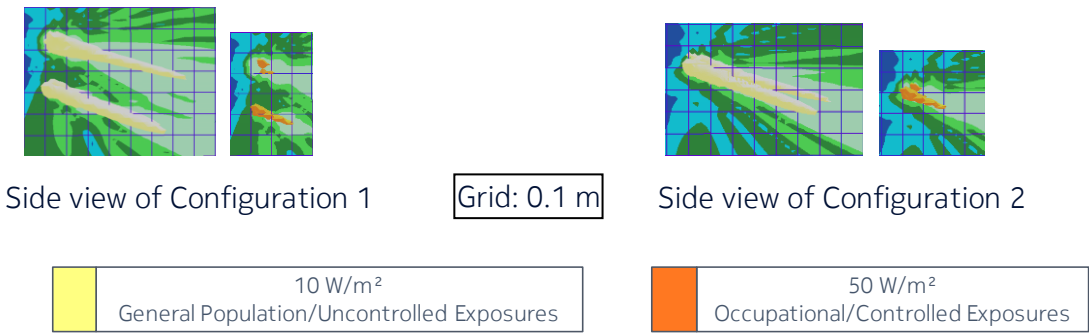 Side view of Configuration 1
Grid: 0.1 m
Side view of Configuration 2
10 W/m²
General Population/Uncontrolled Exposures
50 W/m²
Occupational/Controlled Exposures